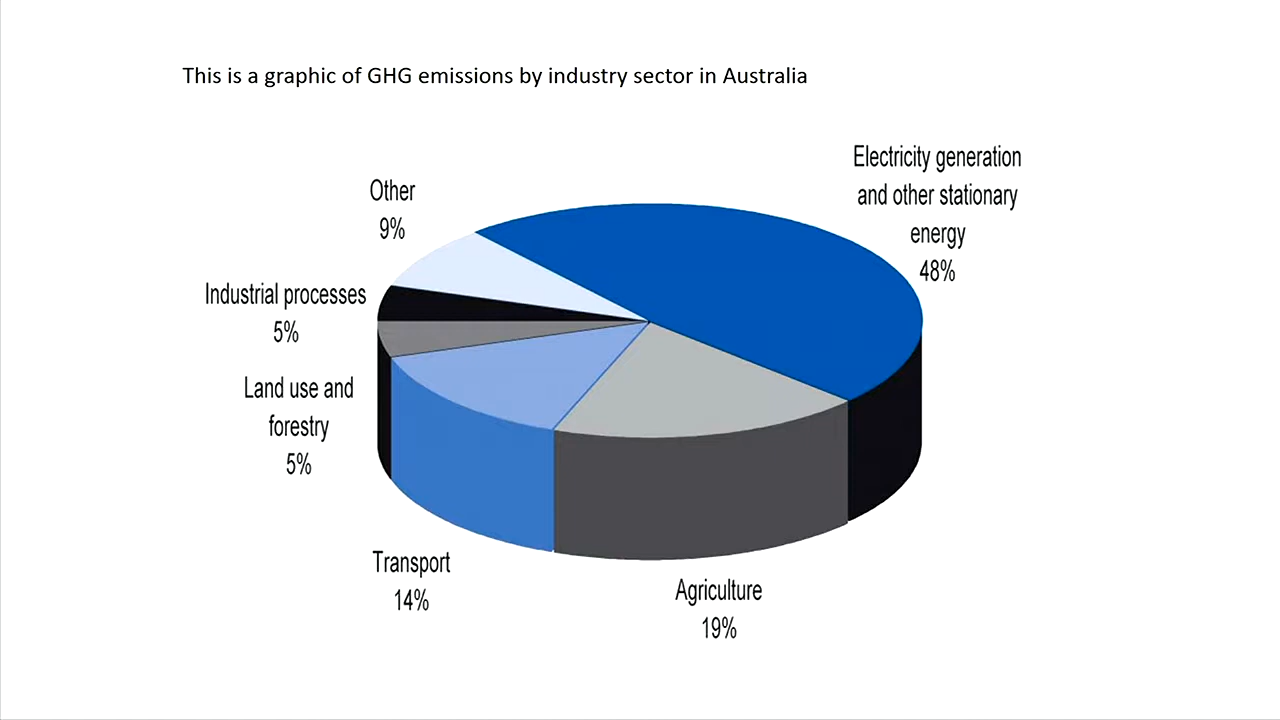 This is a graphic of GHG emissions by industry sector in Australia
Electricity generation
and other stationary
energy
48%
Other
9%
Industrial processes
5%
Land use and
forestry
5%
Transport
14%
Agriculture
19%